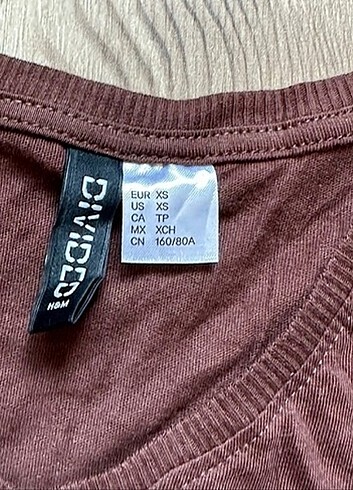 DIVIDED
H&M
EUR XS
US XS
CA TP
MX XCH
CN 160/80A